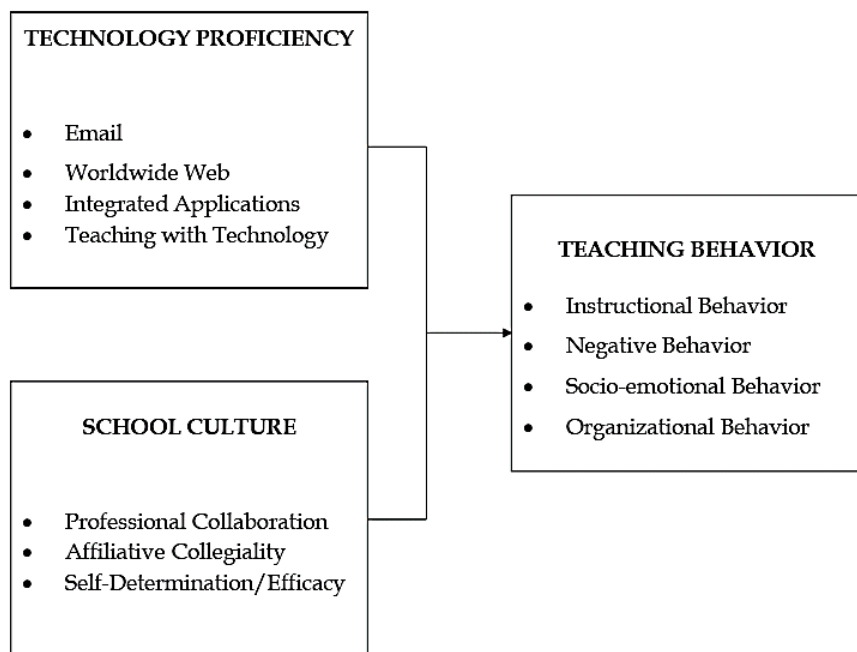 TECHNOLOGY PROFICIENCY
• Email
• Worldwide Web
• Integrated Applications
• Teaching with Technology
SCHOOL CULTURE
• Professional Collaboration
• Affiliative Collegiality
• Self-Determination/Efficacy
TEACHING BEHAVIOR
• Instructional Behavior
• Negative Behavior
• Socio-emotional Behavior
• Organizational Behavior